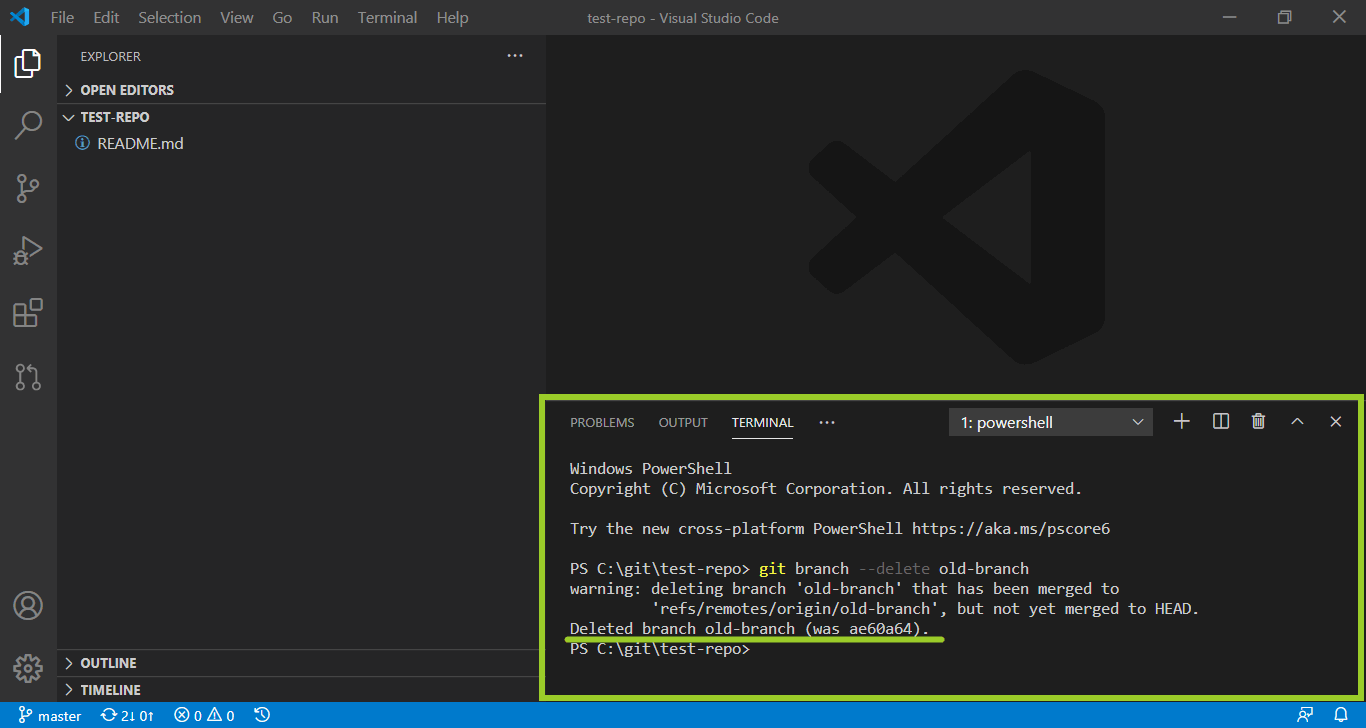 File Edit Selection View Go Run Terminal Help
test-repo - Visual Studio Code
EXPLORER
OPEN EDITORS
TEST-REPO
README.md
OUTLINE
TIMELINE
PROBLEMS OUTPUT TERMINAL
1: powershell
Windows PowerShell
Copyright (C) Microsoft Corporation. All rights reserved.
Try the new cross-platform PowerShell https://aka.ms/pscore6
PS C:\git\test-repo> git branch --delete old-branch
warning: deleting branch 'old-branch' that has been merged to
'refs/remotes/origin/old-branch', but not yet merged to HEAD.
Deleted branch old-branch (was ae60a64).
PS C:\git\test-repo>
master 2↓ 0↑ 0 0